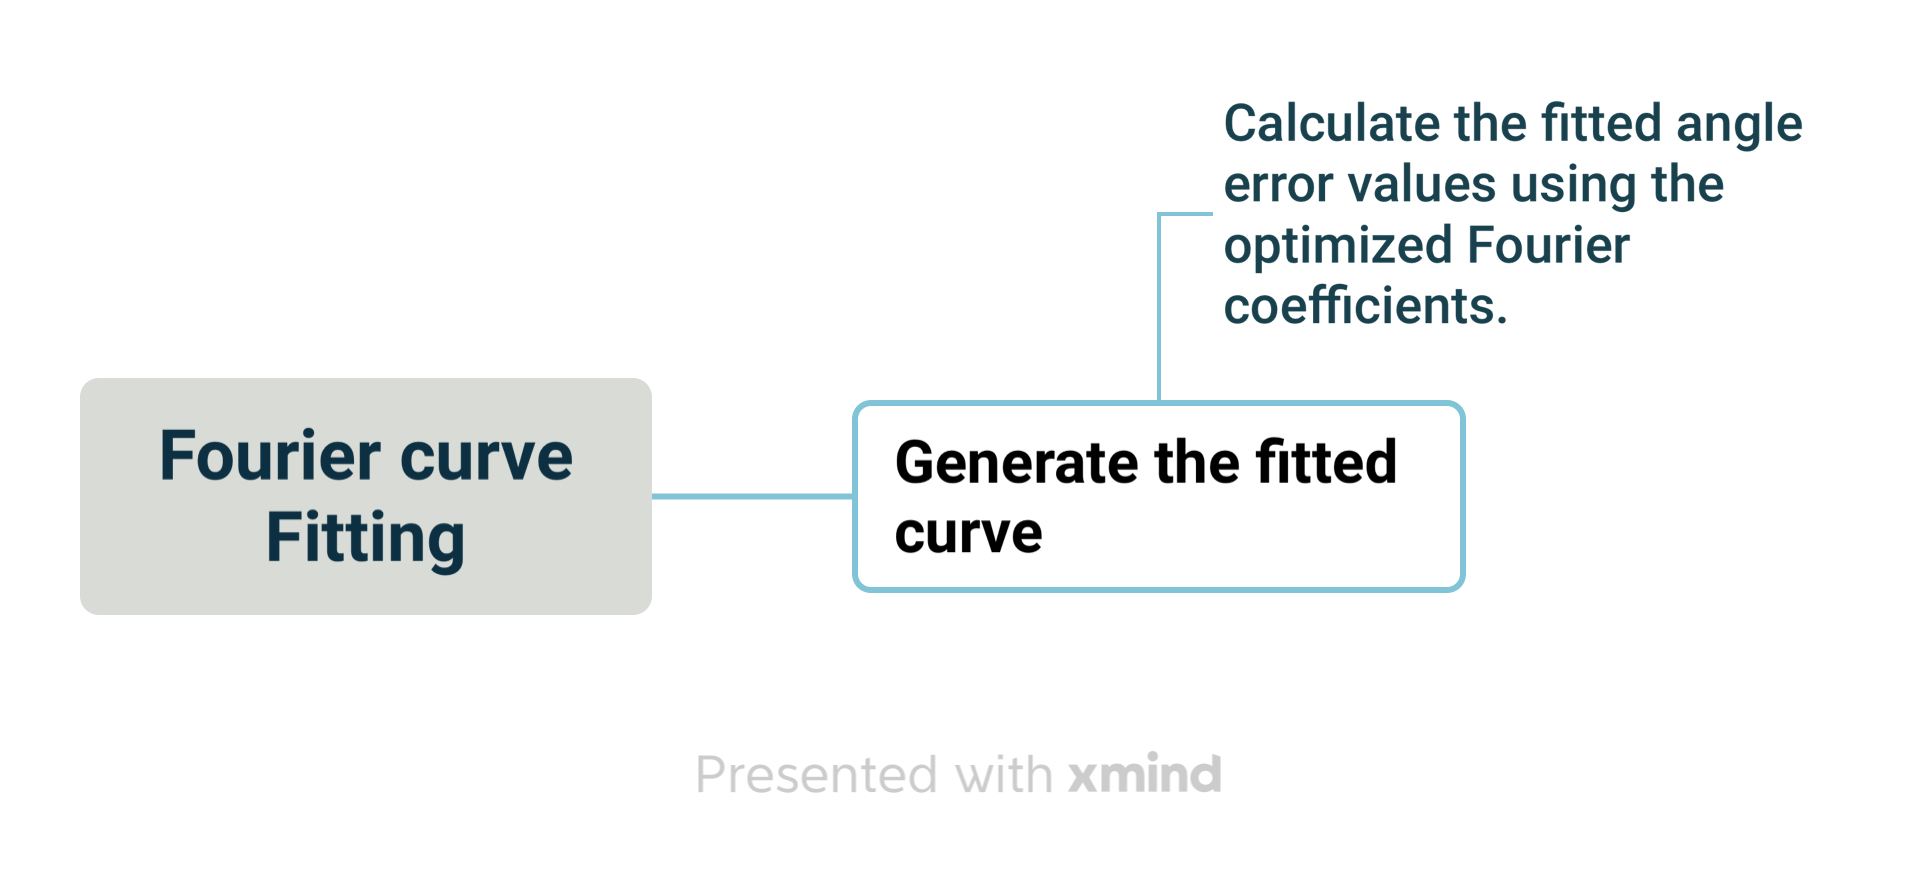 Calculate the fitted angle
error values using the
optimized Fourier
coefficients.
Fourier curve
Fitting
Generate the fitted
curve
Presented with xmind